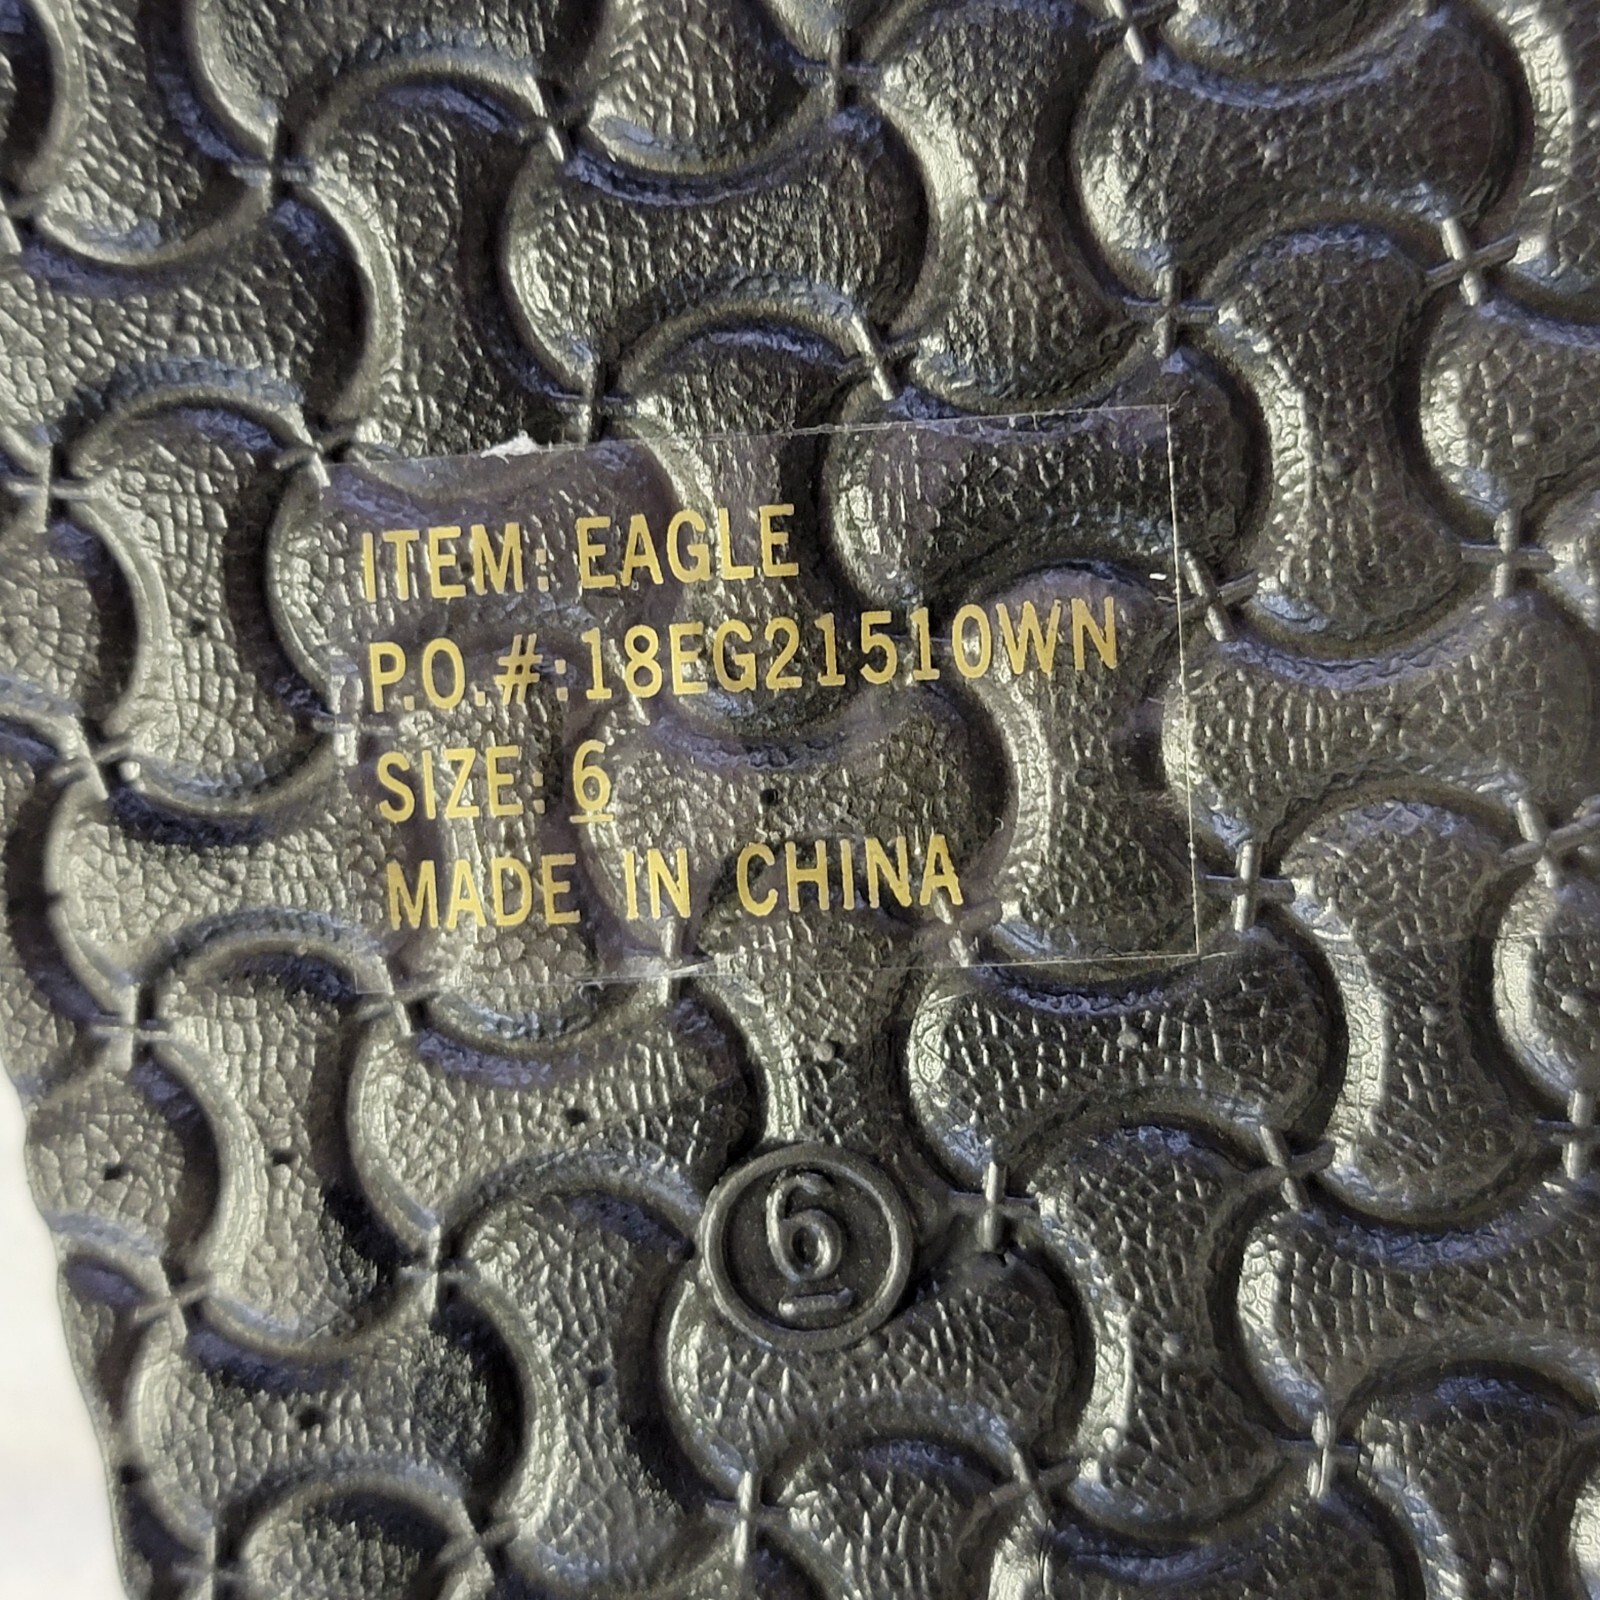 ITEM: EAGLE
P.O.#:18EG21510WN
SIZE: 6
MADE IN CHINA
6